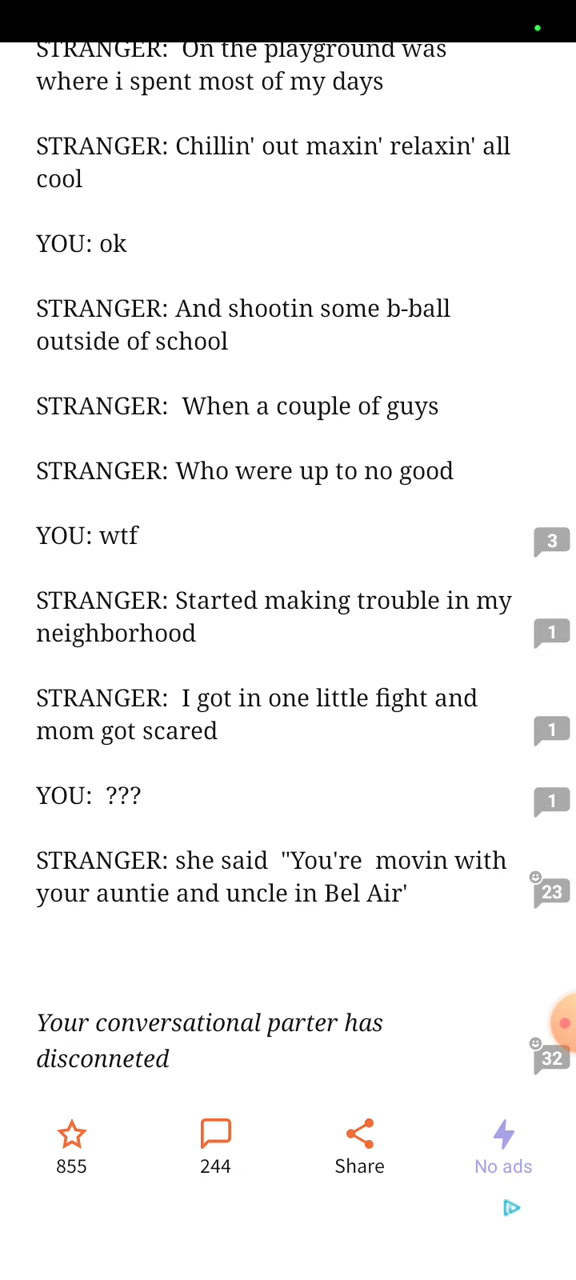 STRANGER:  On the playground was
where i spent most of my days
STRANGER: Chillin' out maxin' relaxin' all
cool
YOU: ok
STRANGER: And shootin some b-ball
outside of school
STRANGER:  When a couple of guys
STRANGER: Who were up to no good
YOU: wtf
3
STRANGER: Started making trouble in my
neighborhood
1
STRANGER:  I got in one little fight and
mom got scared
1
YOU:  ???
1
STRANGER: she said  "You're  movin with
your auntie and uncle in Bel Air'
23
Your conversational parter has
disconneted
32
855
244
Share
No ads